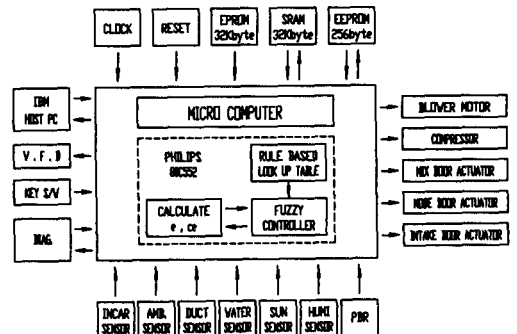 CLOCK
RESET
EPROM
32Kbyte
SRAM
32Kbyte
EEPROM
256byte
IBM
HOST PC
V.F.D
KEY S/W
DIAG.
MICRO COMPUTER
PHILIPS
80C552
RULE BASED
LOOK UP TABLE
CALCULATE
e , ce
FUZZY
CONTROLLER
BLOWER MOTOR
COMPRESSOR
MIX DOOR ACTUATOR
MODE DOOR ACTUATOR
INTAKE DOOR ACTUATOR
INCAR
SENSOR
AMB.
SENSOR
DUCT
SENSOR
WATER
SENSOR
SUN
SENSOR
HUMI
SENSOR
PBR